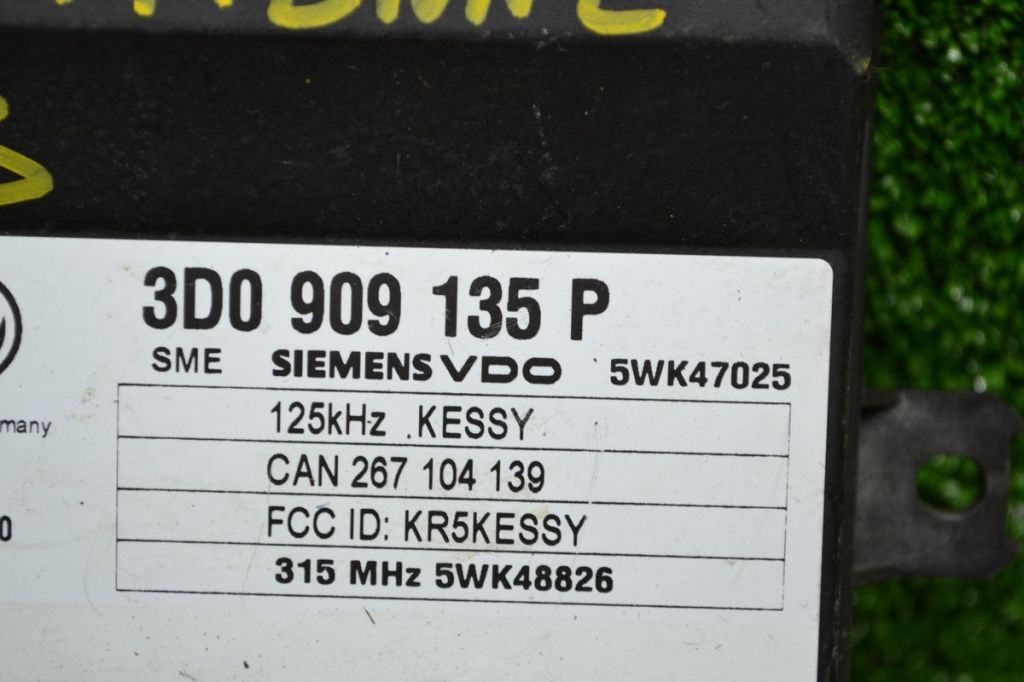 3D0 909 135 P
SME SIEMENS VDO 5WK47025
125kHz .KESSY
many
CAN 267 104 139
FCC ID: KR5KESSY
0
315 MHz 5WK48826